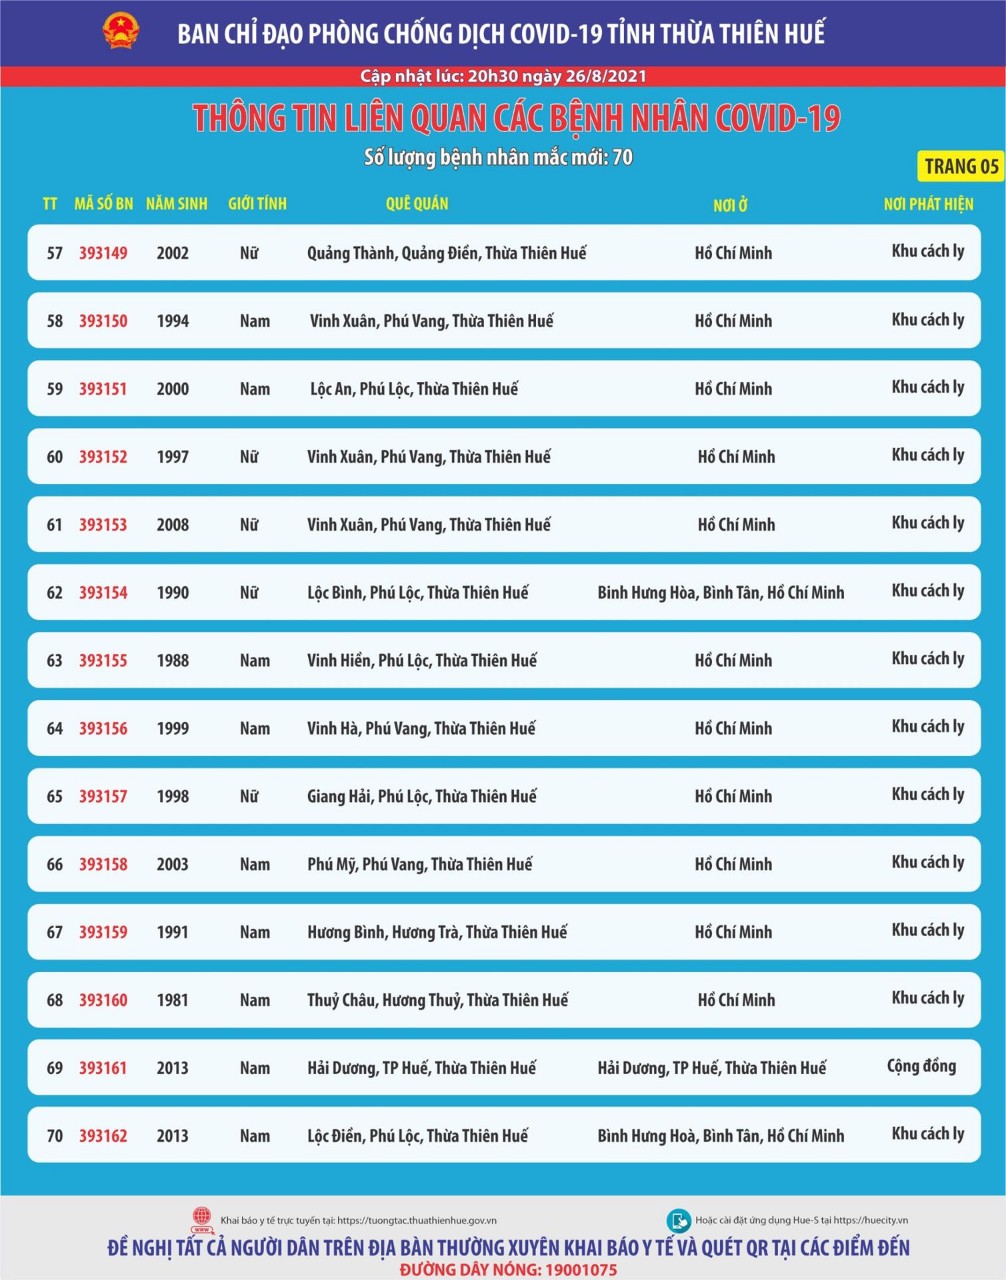 BAN CHỈ ĐẠO PHÒNG CHỐNG DỊCH COVID-19 TỈNH THỪA THIÊN HUẾ
Cập nhật lúc: 20h30 ngày 26/8/2021
THÔNG TIN LIÊN QUAN CÁC BỆNH NHÂN COVID-19
Số lượng bệnh nhân mắc mới: 70
TRANG 05
TT MÃ SỐ BN NĂM SINH GIỚI TÍNH QUÊ QUÁN NƠI Ở NƠI PHÁT HIỆN
57 393149 2002 Nữ Quảng Thành, Quảng Điền, Thừa Thiên Huế Hồ Chí Minh Khu cách ly
58 393150 1994 Nam Vinh Xuân, Phú Vang, Thừa Thiên Huế Hồ Chí Minh Khu cách ly
59 393151 2000 Nam Lộc An, Phú Lộc, Thừa Thiên Huế Hồ Chí Minh Khu cách ly
60 393152 1997 Nữ Vinh Xuân, Phú Vang, Thừa Thiên Huế Hồ Chí Minh Khu cách ly
61 393153 2008 Nữ Vinh Xuân, Phú Vang, Thừa Thiên Huế Hồ Chí Minh Khu cách ly
62 393154 1990 Nữ Lộc Bình, Phú Lộc, Thừa Thiên Huế Binh Hưng Hòa, Bình Tân, Hồ Chí Minh Khu cách ly
63 393155 1988 Nam Vinh Hiền, Phú Lộc, Thừa Thiên Huế Hồ Chí Minh Khu cách ly
64 393156 1999 Nam Vinh Hà, Phú Vang, Thừa Thiên Huế Hồ Chí Minh Khu cách ly
65 393157 1998 Nữ Giang Hải, Phú Lộc, Thừa Thiên Huế Hồ Chí Minh Khu cách ly
66 393158 2003 Nam Phú Mỹ, Phú Vang, Thừa Thiên Huế Hồ Chí Minh Khu cách ly
67 393159 1991 Nam Hương Bình, Hương Trà, Thừa Thiên Huế Hồ Chí Minh Khu cách ly
68 393160 1981 Nam Thuỷ Châu, Hương Thuỷ, Thừa Thiên Huế Hồ Chí Minh Khu cách ly
69 393161 2013 Nam Hải Dương, TP Huế, Thừa Thiên Huế Hải Dương, TP Huế, Thừa Thiên Huế Cộng đồng
70 393162 2013 Nam Lộc Điền, Phú Lộc, Thừa Thiên Huế Bình Hưng Hoà, Bình Tân, Hồ Chí Minh Khu cách ly
WWW Khai báo y tế trực tuyến tại: https://tuongtac.thuathienhue.gov.vn Hoặc cài đặt ứng dụng Hue-S tại https://huecity.vn
ĐỀ NGHỊ TẤT CẢ NGƯỜI DÂN TRÊN ĐỊA BÀN THƯỜNG XUYÊN KHAI BÁO Y TẾ VÀ QUÉT QR TẠI CÁC ĐIỂM ĐẾN
ĐƯỜNG DÂY NÓNG: 19001075